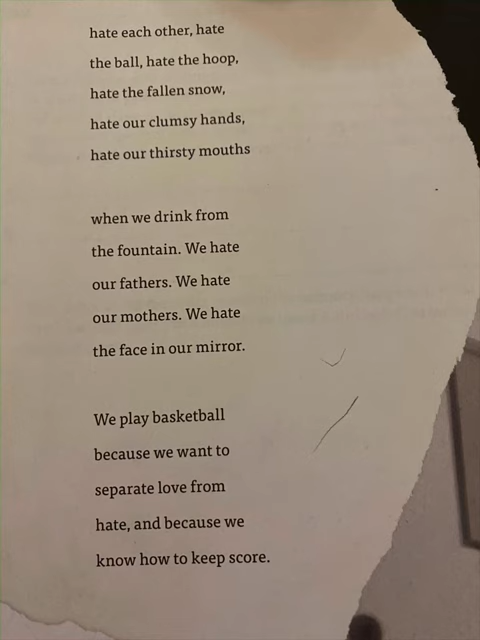 hate each other, hate
the ball, hate the hoop,
hate the fallen snow,
hate our clumsy hands,
hate our thirsty mouths
when we drink from
the fountain. We hate
our fathers. We hate
our mothers. We hate
the face in our mirror.
We play basketball
because we want to
separate love from
hate, and because we
know how to keep score.